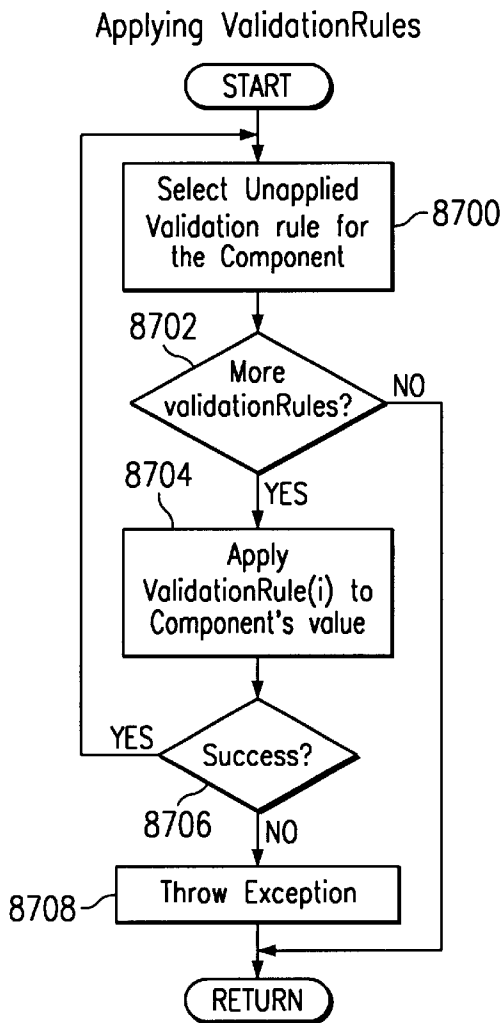 Applying ValidationRules
START
Select Unapplied
Validation rule for
the Component
8700
8702
More
validationRules?
NO
YES
8704
Apply
ValidationRule(i) to
Component's value
YES
Success?
8706
NO
Throw Exception
8708
RETURN